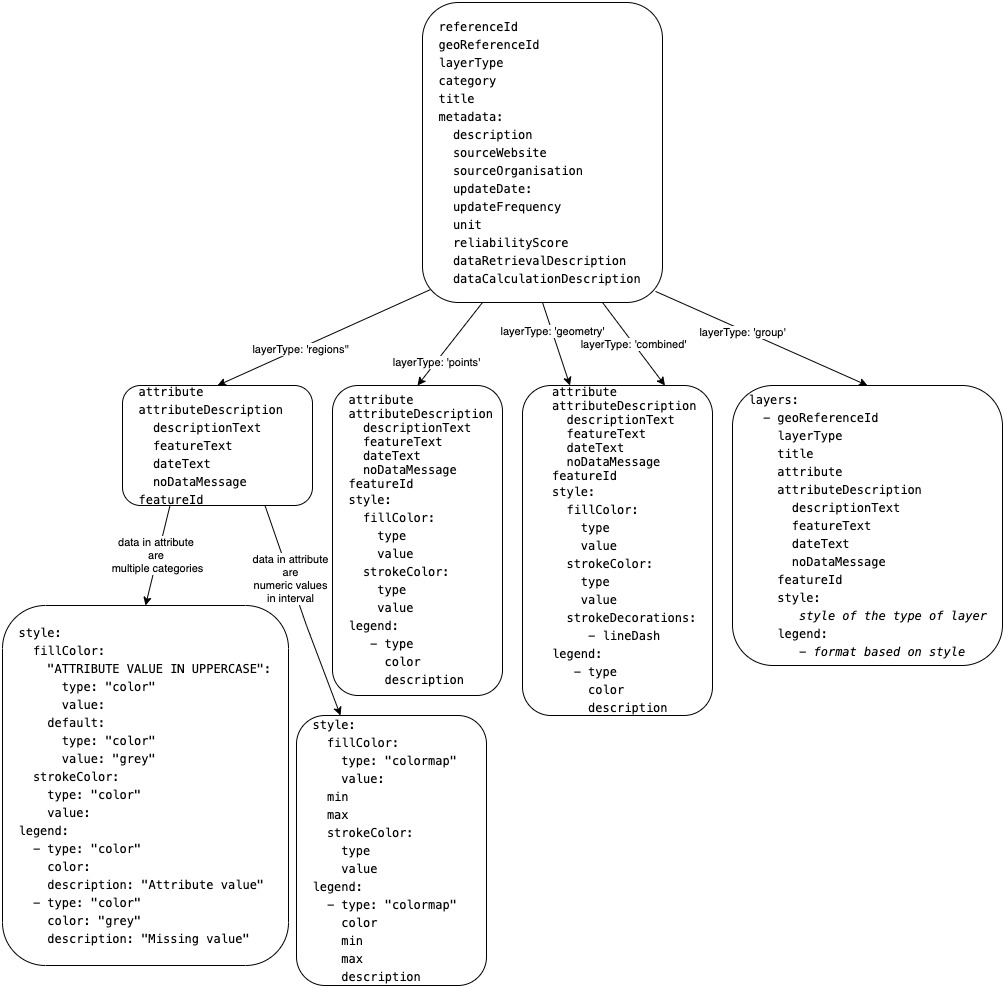 referenceId
geoReferenceId
layerType
category
title
metadata:
description
sourceWebsite
sourceOrganisation
updateDate:
updateFrequency
unit
reliabilityScore
dataRetrievalDescription
dataCalculationDescription
layerType: 'regions"
layerType: 'points'
layerType: 'geometry'
layerType: 'combined'
layerType: 'group'
attribute
attributeDescription
descriptionText
featureText
dateText
noDataMessage
featureId
attribute
attributeDescription
descriptionText
featureText
dateText
noDataMessage
featureId
style:
fillColor:
type
value
strokeColor:
type
value
legend:
- type
color
description
attribute
attributeDescription
descriptionText
featureText
dateText
noDataMessage
featureId
style:
fillColor:
type
value
strokeColor:
type
value
strokeDecorations:
- lineDash
legend:
- type
color
description
layers:
- geoReferenceId
layerType
title
attribute
attributeDescription
descriptionText
featureText
dateText
noDataMessage
featureId
style:
style of the type of layer
legend:
- format based on style
data in attribute
are
multiple categories
data in attribute
are
numeric values
in interval
style:
fillColor:
"ATTRIBUTE VALUE IN UPPERCASE":
type: "color"
value:
default:
type: "color"
value: "grey"
strokeColor:
type: "color"
value:
legend:
- type: "color"
color:
description: "Attribute value"
- type: "color"
color: "grey"
description: "Missing value"
style:
fillColor:
type: "colormap"
value:
min
max
strokeColor:
type
value
legend:
- type: "colormap"
color
min
max
description